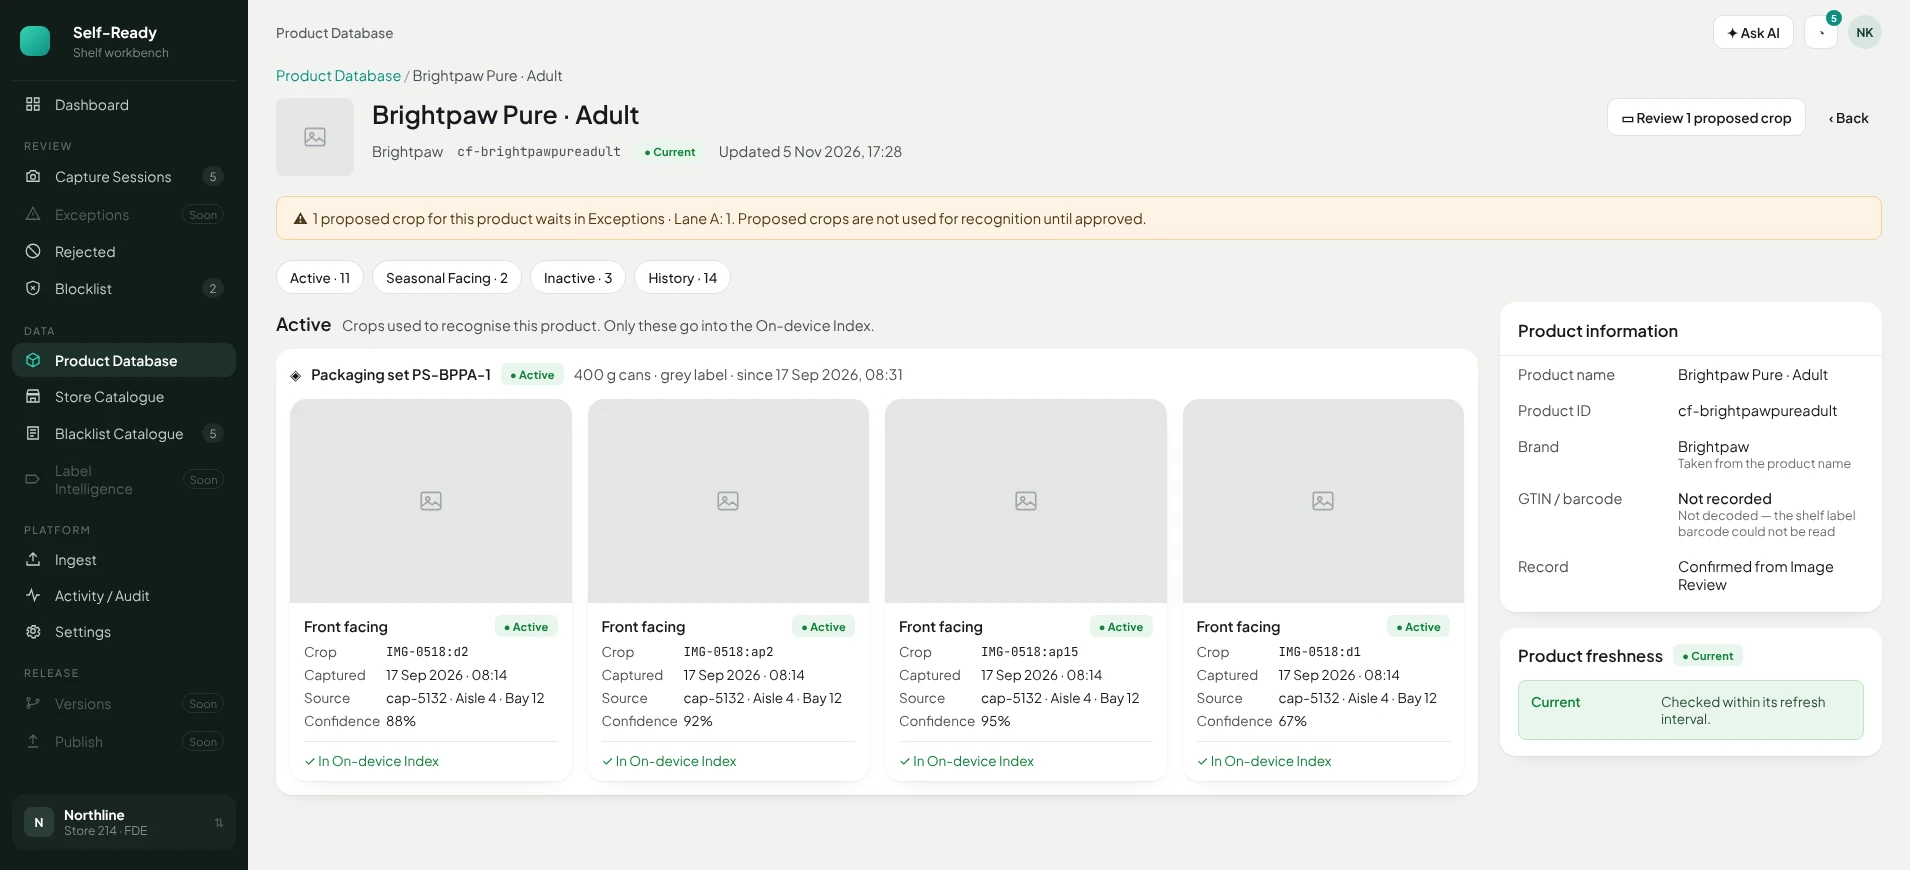 Self-Ready
Shelf workbench
Dashboard
REVIEW
Capture Sessions 5
Exceptions Soon
Rejected
Blocklist 2
DATA
Product Database
Store Catalogue
Blacklist Catalogue 5
Label
Intelligence Soon
PLATFORM
Ingest
Activity / Audit
Settings
RELEASE
Versions Soon
Publish Soon
N
Northline
Store 214 · FDE
Product Database
✦ Ask AI
5
NK
Product Database / Brightpaw Pure · Adult
Brightpaw Pure · Adult
Brightpaw cf-brightpawpureadult ● Current Updated 5 Nov 2026, 17:28
▭ Review 1 proposed crop
‹ Back
⚠ 1 proposed crop for this product waits in Exceptions · Lane A: 1. Proposed crops are not used for recognition until approved.
Active · 11
Seasonal Facing · 2
Inactive · 3
History · 14
Active Crops used to recognise this product. Only these go into the On-device Index.
◈ Packaging set PS-BPPA-1 ● Active 400 g cans · grey label · since 17 Sep 2026, 08:31
Front facing ● Active
Crop IMG-0518:d2
Captured 17 Sep 2026 · 08:14
Source cap-5132 · Aisle 4 · Bay 12
Confidence 88%
✓ In On-device Index
Front facing ● Active
Crop IMG-0518:ap2
Captured 17 Sep 2026 · 08:14
Source cap-5132 · Aisle 4 · Bay 12
Confidence 92%
✓ In On-device Index
Front facing ● Active
Crop IMG-0518:ap15
Captured 17 Sep 2026 · 08:14
Source cap-5132 · Aisle 4 · Bay 12
Confidence 95%
✓ In On-device Index
Front facing ● Active
Crop IMG-0518:d1
Captured 17 Sep 2026 · 08:14
Source cap-5132 · Aisle 4 · Bay 12
Confidence 67%
✓ In On-device Index
Product information
Product name Brightpaw Pure · Adult
Product ID cf-brightpawpureadult
Brand Brightpaw
Taken from the product name
GTIN / barcode Not recorded
Not decoded — the shelf label
barcode could not be read
Record Confirmed from Image
Review
Product freshness ● Current
Current Checked within its refresh
interval.